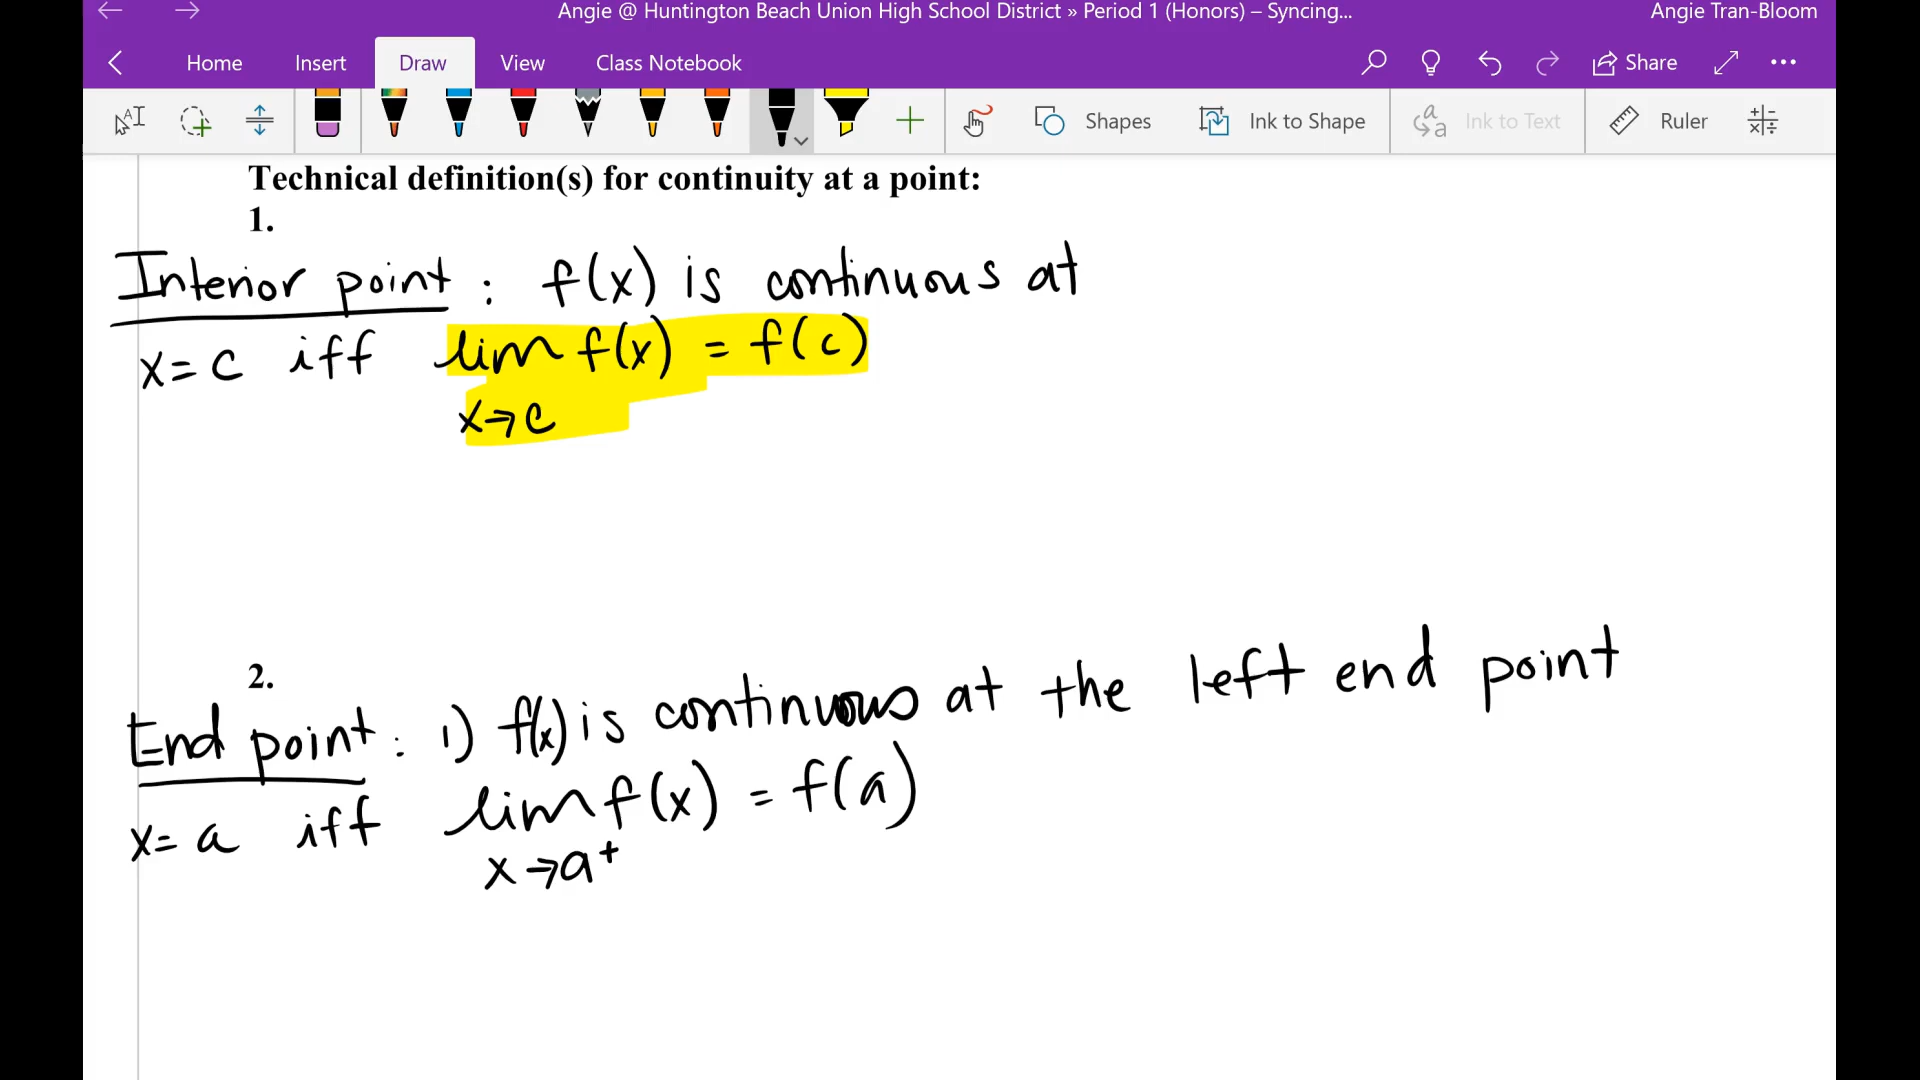 Angie @ Huntington Beach Union High School District » Period 1 (Honors) – Syncing...
Angie Tran-Bloom
Home Insert Draw View Class Notebook Share
Shapes Ink to Shape Ink to Text Ruler
Technical definition(s) for continuity at a point:
1.
Interior point : f(x) is continuous at
x = c iff lim f(x) = f(c)
x→c
2.
End point : 1) f(x) is continuous at the left end point
x = a iff lim f(x) = f(a)
x→a⁺